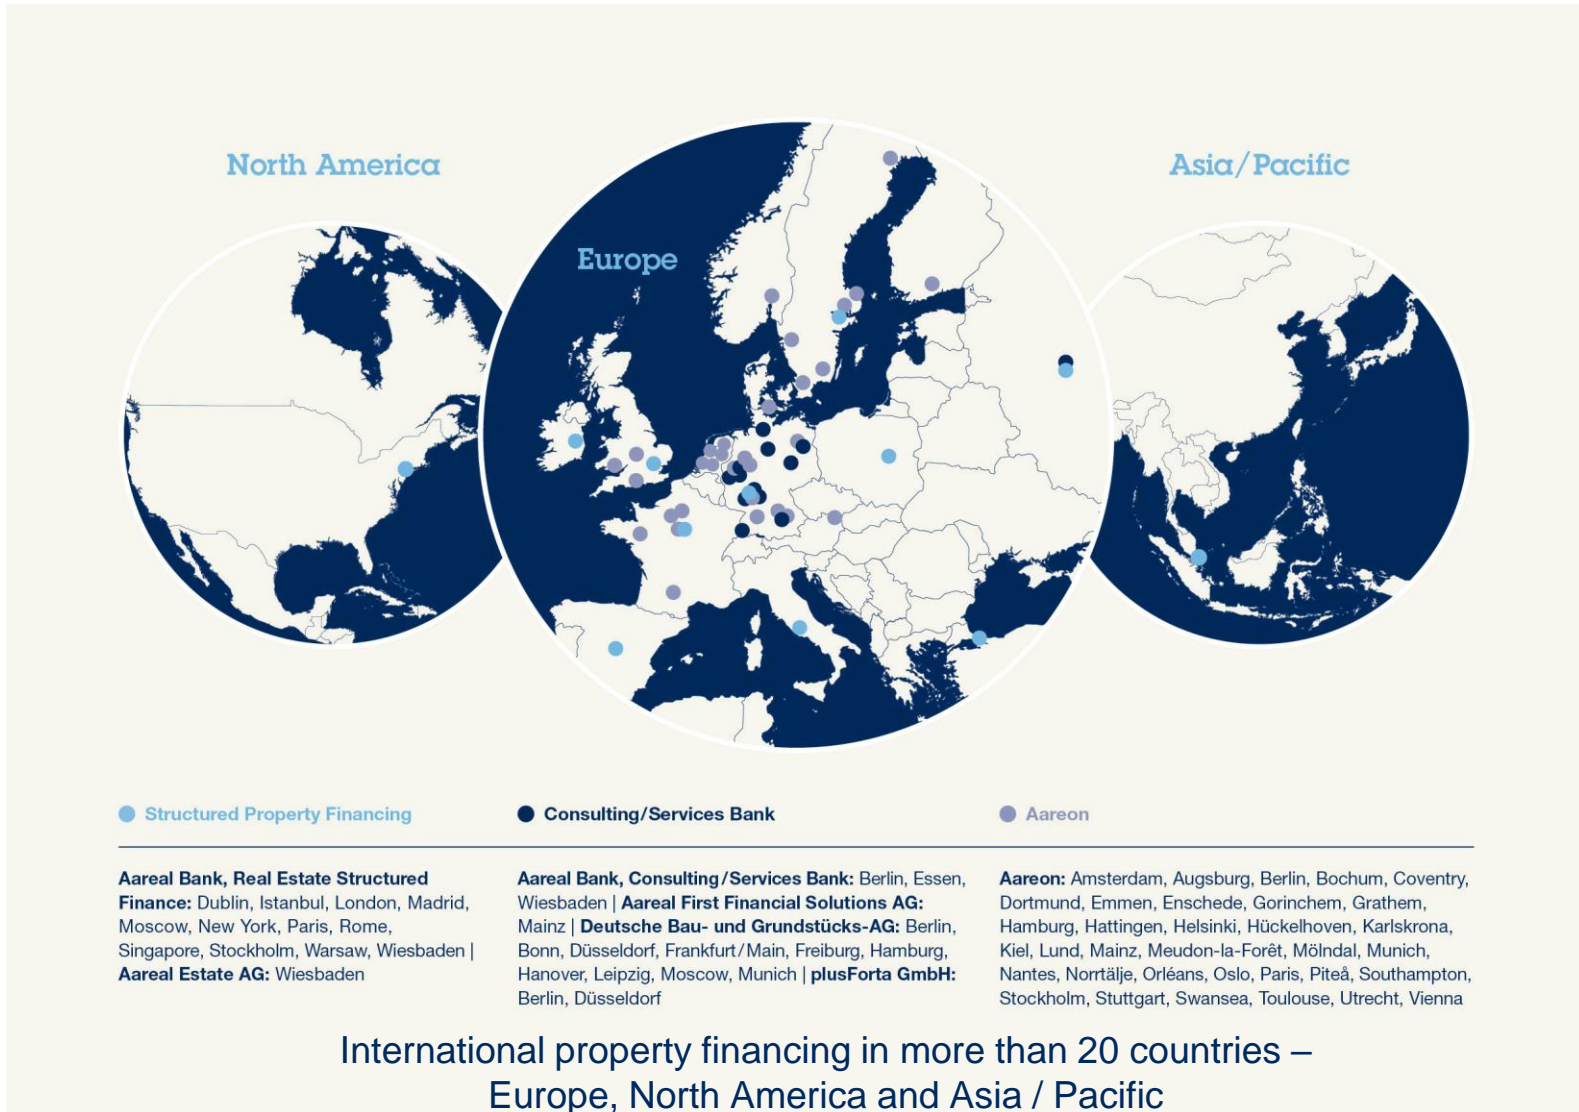 North America
Europe
Asia/Pacific
Structured Property Financing
Aareal Bank, Real Estate Structured
Finance: Dublin, Istanbul, London, Madrid,
Moscow, New York, Paris, Rome,
Singapore, Stockholm, Warsaw, Wiesbaden |
Aareal Estate AG: Wiesbaden
Consulting/Services Bank
Aareal Bank, Consulting/Services Bank: Berlin, Essen,
Wiesbaden | Aareal First Financial Solutions AG:
Mainz | Deutsche Bau- und Grundstücks-AG: Berlin,
Bonn, Düsseldorf, Frankfurt/Main, Freiburg, Hamburg,
Hanover, Leipzig, Moscow, Munich | plusForta GmbH:
Berlin, Düsseldorf
Aareon
Aareon: Amsterdam, Augsburg, Berlin, Bochum, Coventry,
Dortmund, Emmen, Enschede, Gorinchem, Grathem,
Hamburg, Hattingen, Helsinki, Hückelhoven, Karlskrona,
Kiel, Lund, Mainz, Meudon-la-Forêt, Mölndal, Munich,
Nantes, Norrtälje, Orléans, Oslo, Paris, Piteå, Southampton,
Stockholm, Stuttgart, Swansea, Toulouse, Utrecht, Vienna
International property financing in more than 20 countries –
Europe, North America and Asia / Pacific